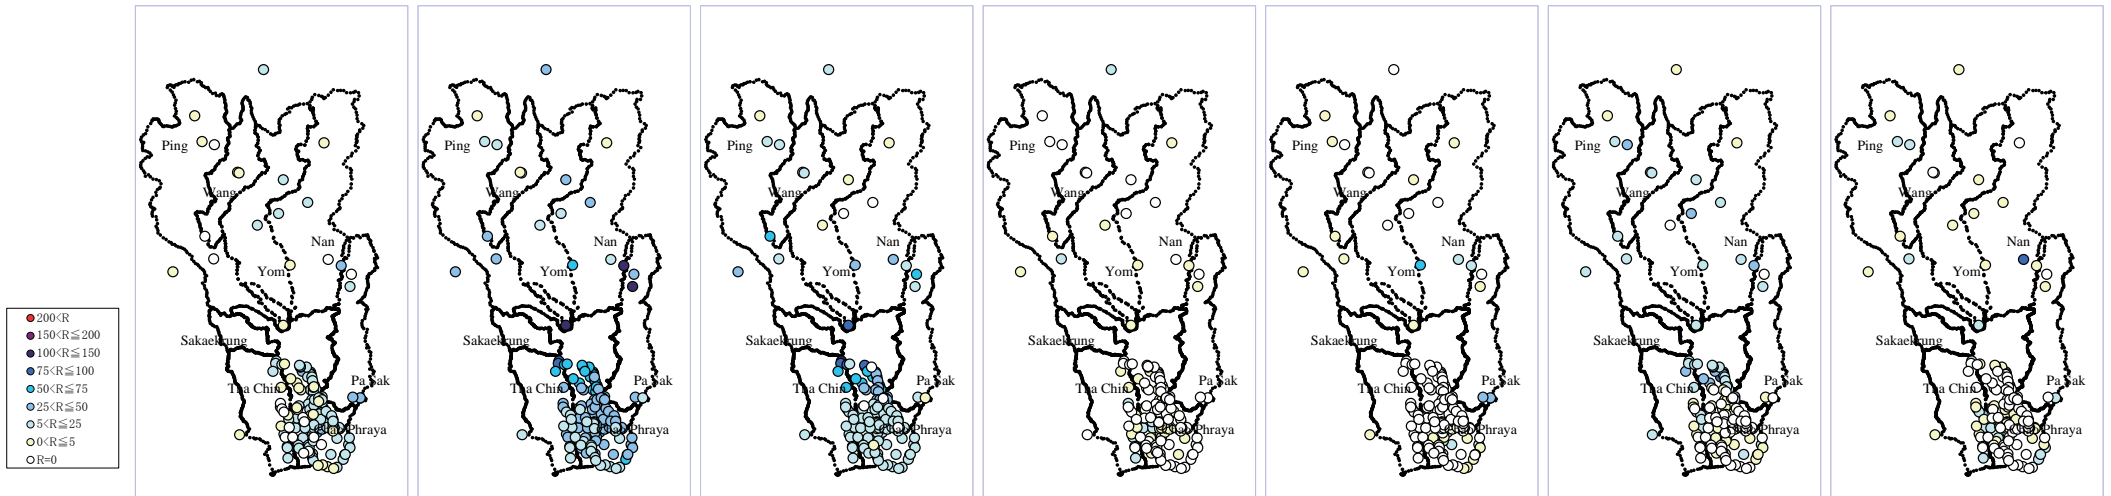 200<R
150<R≦200
100<R≦150
75<R≦100
50<R≦75
25<R≦50
5<R≦25
0<R≦5
R=0
Ping
Wang
Nan
Yom
Sakaekrung
Tha Chin
Pa Sak
Chao Phraya
Ping
Wang
Nan
Yom
Sakaekrung
Tha Chin
Pa Sak
Chao Phraya
Ping
Wang
Nan
Yom
Sakaekrung
Tha Chin
Pa Sak
Chao Phraya
Ping
Wang
Nan
Yom
Sakaekrung
Tha Chin
Pa Sak
Chao Phraya
Ping
Wang
Nan
Yom
Sakaekrung
Tha Chin
Pa Sak
Chao Phraya
Ping
Wang
Nan
Yom
Sakaekrung
Tha Chin
Pa Sak
Chao Phraya
Ping
Wang
Nan
Yom
Sakaekrung
Tha Chin
Pa Sak
Chao Phraya